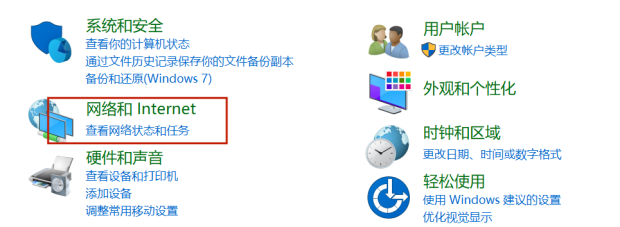 系统和安全
查看你的计算机状态
通过文件历史记录保存你的文件备份副本
备份和还原(Windows 7)
网络和 Internet
查看网络状态和任务
硬件和声音
查看设备和打印机
添加设备
调整常用移动设置
用户帐户
更改帐户类型
外观和个性化
时钟和区域
更改日期、时间或数字格式
轻松使用
使用 Windows 建议的设置
优化视觉显示